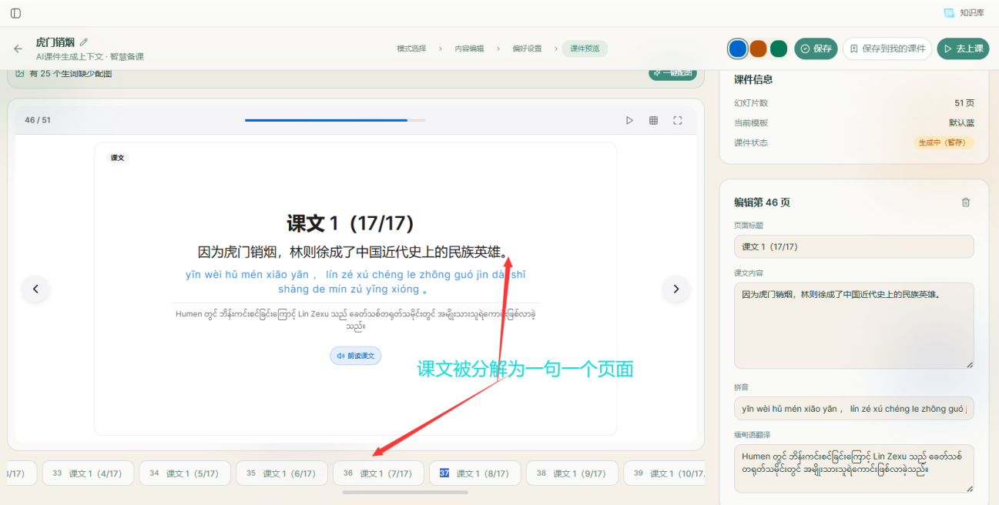 知识库
虎门销烟
AI课件生成上下文 · 智慧备课
模式选择 > 内容编辑 > 偏好设置 > 课件预览
保存
保存到我的课件
去上课
有 25 个生词缺少配图
一键配图
46 / 51
课文
课文 1（17/17）
因为虎门销烟，林则徐成了中国近代史上的民族英雄。
yīn wèi hǔ mén xiāo yān ， lín zé xú chéng le zhōng guó jìn dài shǐ
shàng de mín zú yīng xióng 。
Humen တွင် ဘိန်းကင်းစင်ခြင်းကြောင့် Lin Zexu သည် ခေတ်သစ်တရုတ်သမိုင်းတွင် အမျိုးသားသူရဲကောင်းဖြစ်လာခဲ့
သည်။
朗读课文
课文被分解为一句一个页面
/17)
33 课文 1（4/17）
34 课文 1（5/17）
35 课文 1（6/17）
36 课文 1（7/17）
37 课文 1（8/17）
38 课文 1（9/17）
39 课文 1（10/17.
课件信息
幻灯片数 51 页
当前模板 默认蓝
课件状态 生成中（暂存）
编辑第 46 页
页面标题
课文 1（17/17）
课文内容
因为虎门销烟，林则徐成了中国近代史上的民族英雄。
拼音
yīn wèi hǔ mén xiāo yān ， lín zé xú chéng le zhōng guó j
缅甸语翻译
Humen တွင် ဘိန်းကင်းစင်ခြင်းကြောင့် Lin Zexu သည် ခေတ်သစ်
တရုတ်သမိုင်းတွင် အမျိုးသားသူရဲကောင်းဖြစ်လာခဲ့သည်။